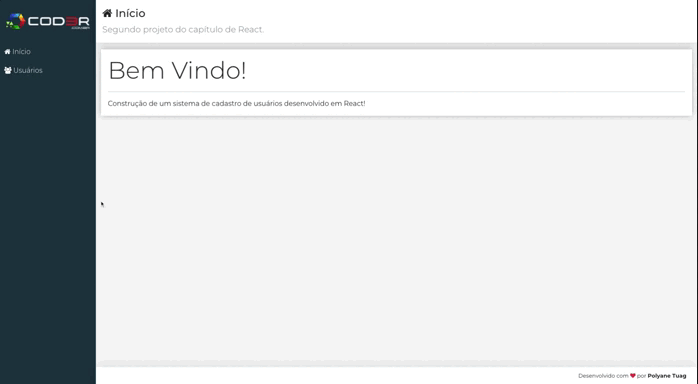 COD3R
Início
Usuários
Início
Segundo projeto do capítulo de React.
Bem Vindo!
Construção de um sistema de cadastro de usuários desenvolvido em React!
Desenvolvido com ❤ por Polyane Tuag